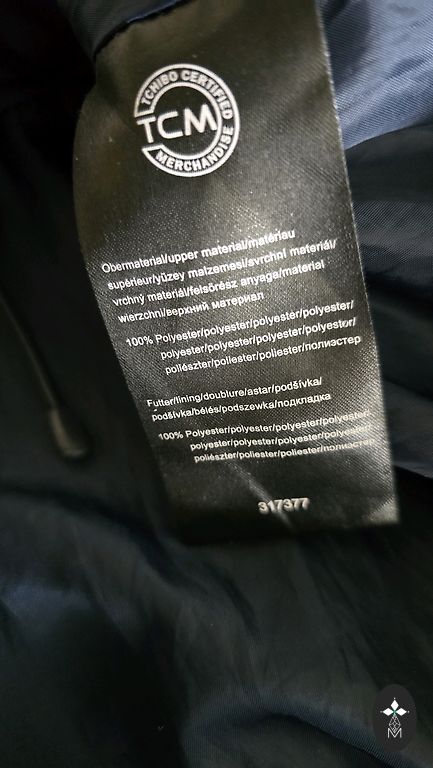 TCHIBO CERTIFIED
TCM
MERCHANDISE
Obermaterial/upper material/matériau
supérieur/yüzey malzemesi/svrchní materiál/
vrchný materiál/felsőrész anyaga/material
wierzchni/верхний материал
100% Polyester/polyester/polyester/polyester/
polyester/polyester/polyester/polyester/
poliészter/poliester/poliester/полиэстер
Futter/lining/doublure/astar/podšívka/
podšívka/bélés/podszewka/подкладка
100% Polyester/polyester/polyester/polyester/
polyester/polyester/polyester/polyester/
poliészter/poliester/poliester/полиэстер
317377
M